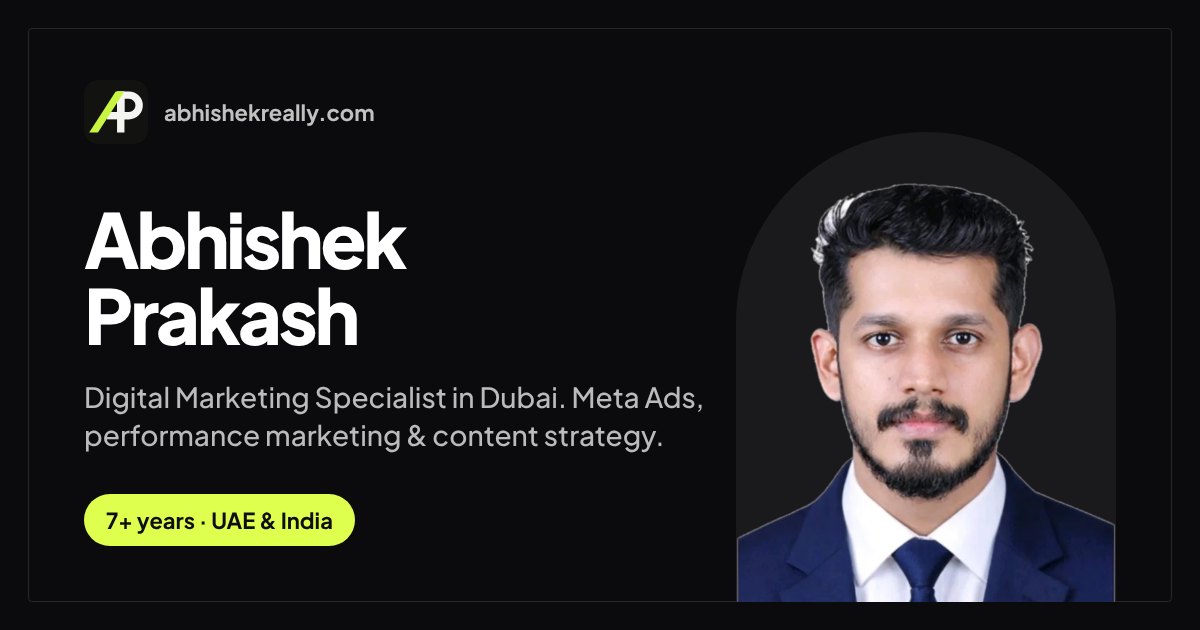 AP
abhishekreally.com
Abhishek
Prakash
Digital Marketing Specialist in Dubai. Meta Ads,
performance marketing & content strategy.
7+ years · UAE & India